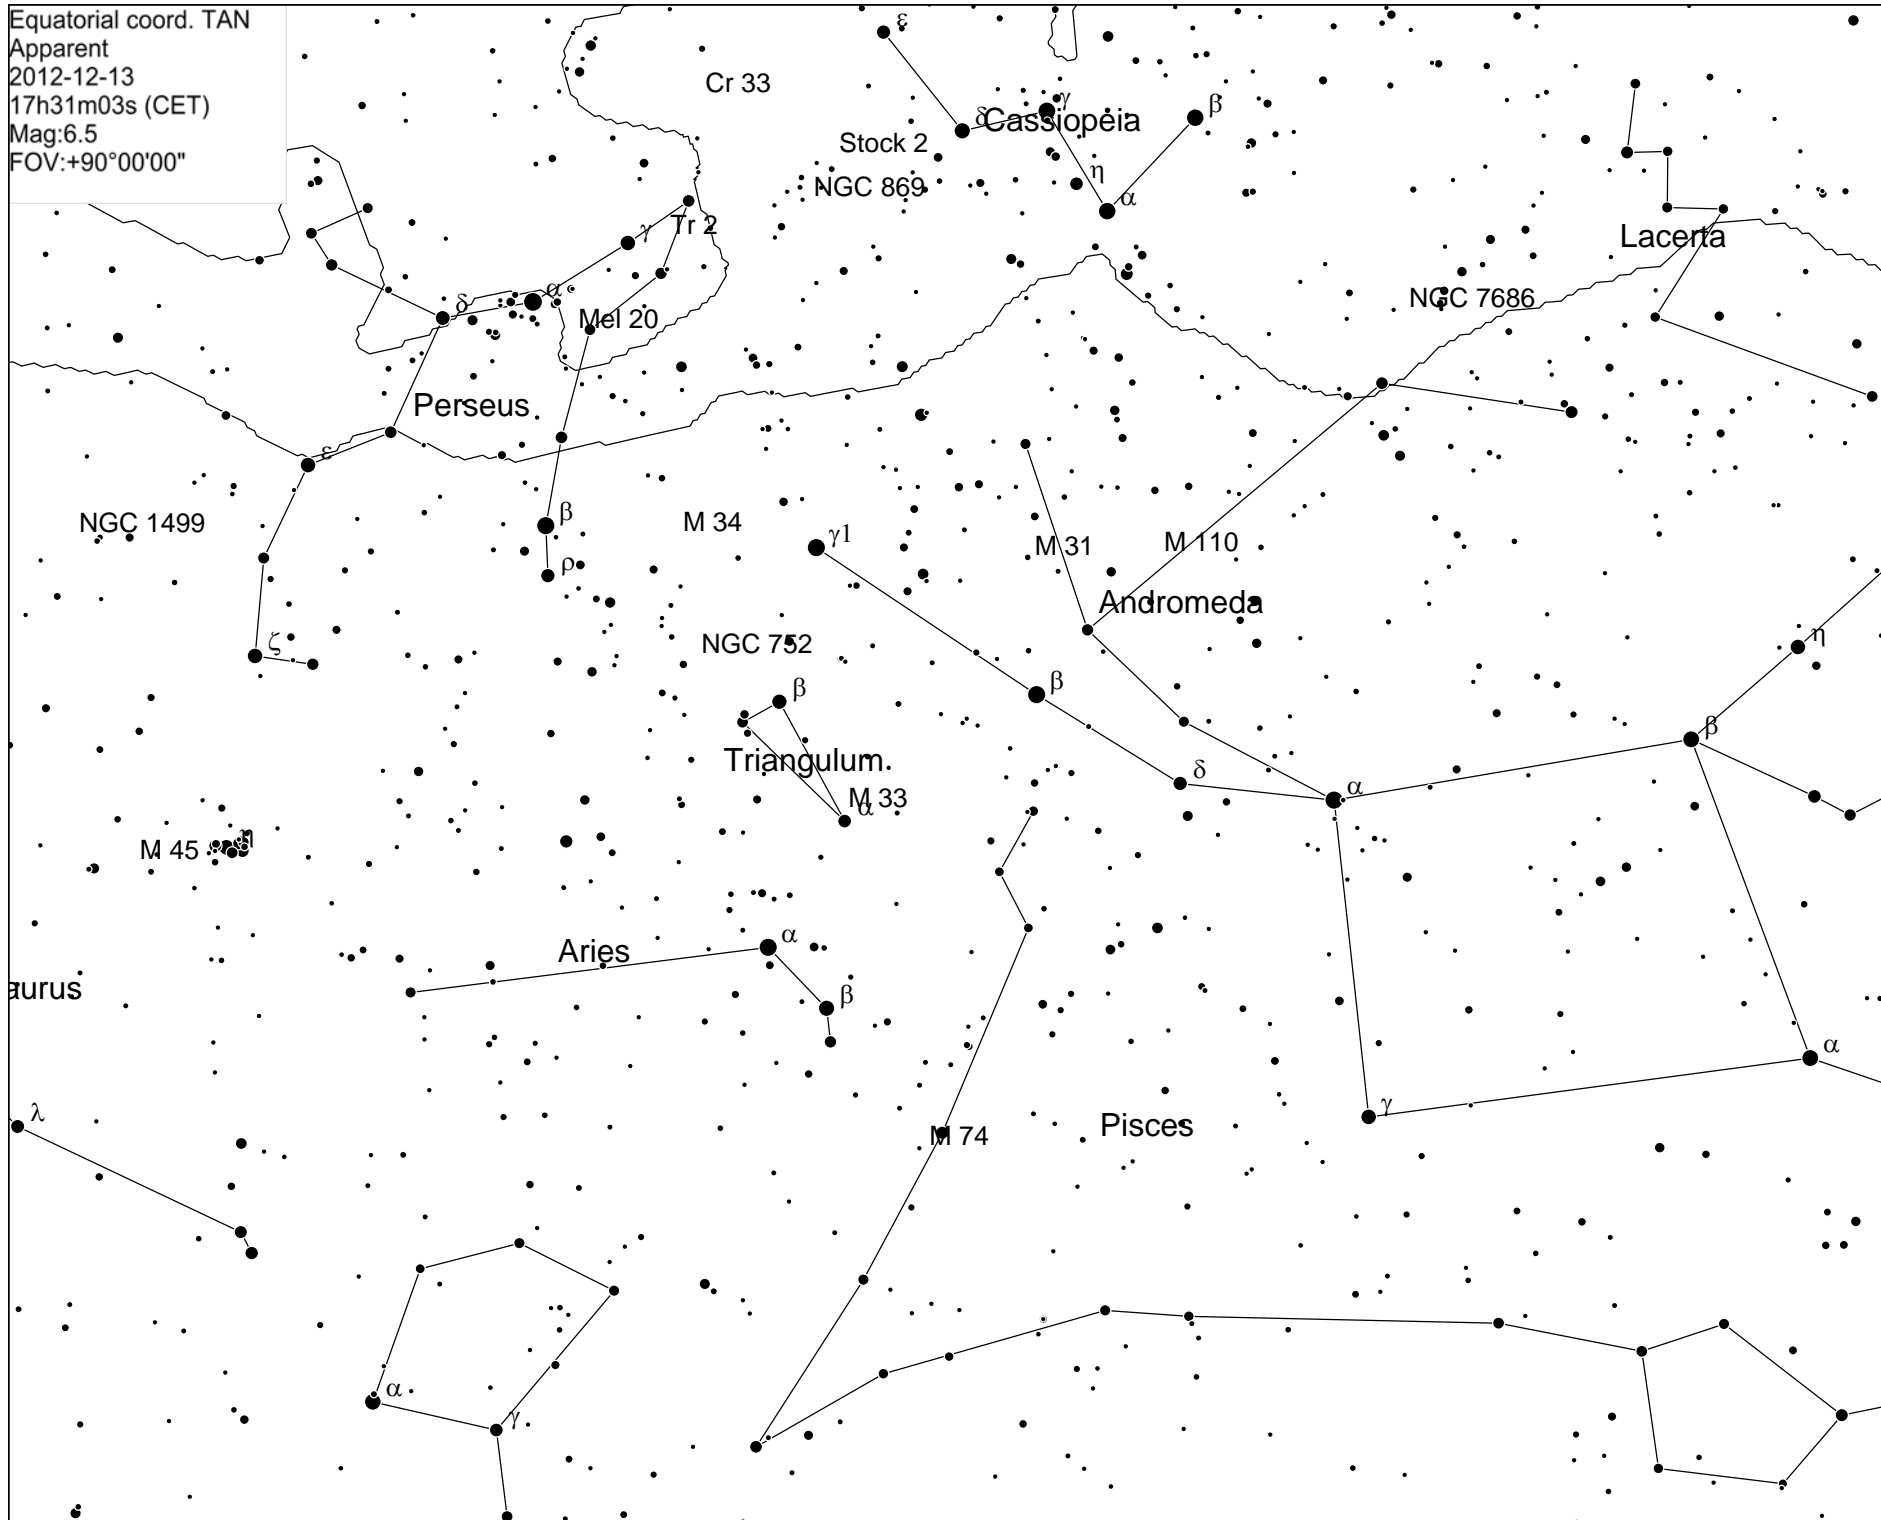 Equatorial coord. TAN
Apparent
2012-12-13
17h31m03s (CET)
Mag:6.5
FOV:+90°00'00"
ε
Cr 33
γ
β
δ
Cassiopeia
Stock 2
η
NGC 869
α
γ
Tr 2
Lacerta
α
δ
NGC 7686
Mel 20
Perseus
ε
β
NGC 1499
M 34
γ1
M 31
M 110
ρ
Andromeda
ζ
NGC 752
η
β
β
β
Triangulum
δ
α
M 33
α
η
M 45
α
Aries
β
aurus
α
λ
γ
Pisces
M 74
α
γ